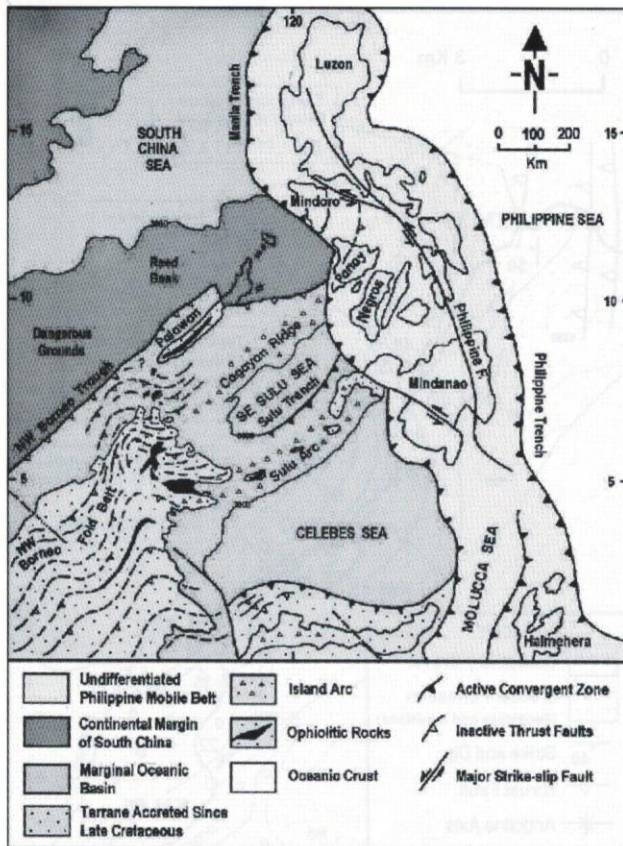 120
Luzon
N
Manila Trench
15
15
SOUTH
CHINA
SEA
0 100 200
Km
Mindoro
PHILIPPINE SEA
Reed
Bank
Panay
10
10
Palawan
Negros
Dangerous
Grounds
Cagayan Ridge
Philippine F.
SE SULU SEA
Sulu Trench
Mindanao
Philippine Trench
NW Borneo Trough
5
5
Sulu Arc
NW
Borneo
Fold Belt
CELEBES SEA
MOLUCCA SEA
Halmehera
Undifferentiated
Philippine Mobile Belt
Continental Margin
of South China
Marginal Oceanic
Basin
Terrane Accreted Since
Late Cretaceous
Island Arc
Ophiolitic Rocks
Oceanic Crust
Active Convergent Zone
Inactive Thrust Faults
Major Strike-slip Fault